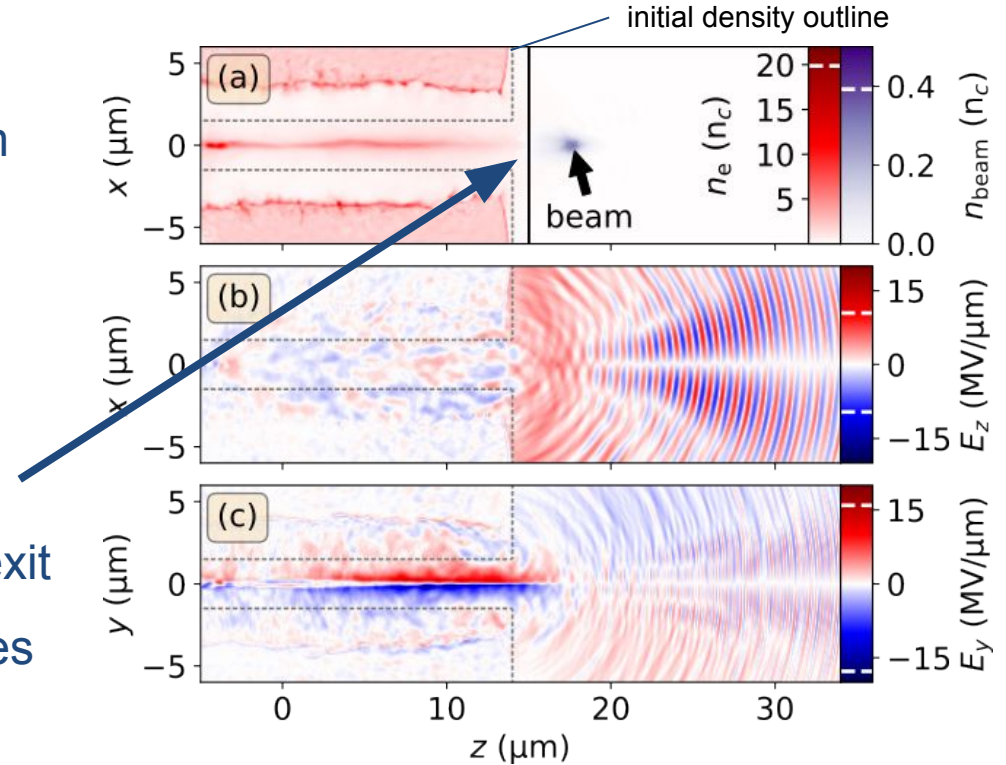 initial density outline
(a)
5
0
−5
x (μm)
beam
20
15
10
5
nₑ (n_c)
0.4
0.2
0.0
n_beam (n_c)
(b)
5
0
−5
x (μm)
15
0
−15
E_z (MV/μm)
exit
es
(c)
5
0
−5
y (μm)
15
0
−15
E_y (MV/μm)
0 10 20 30
z (μm)